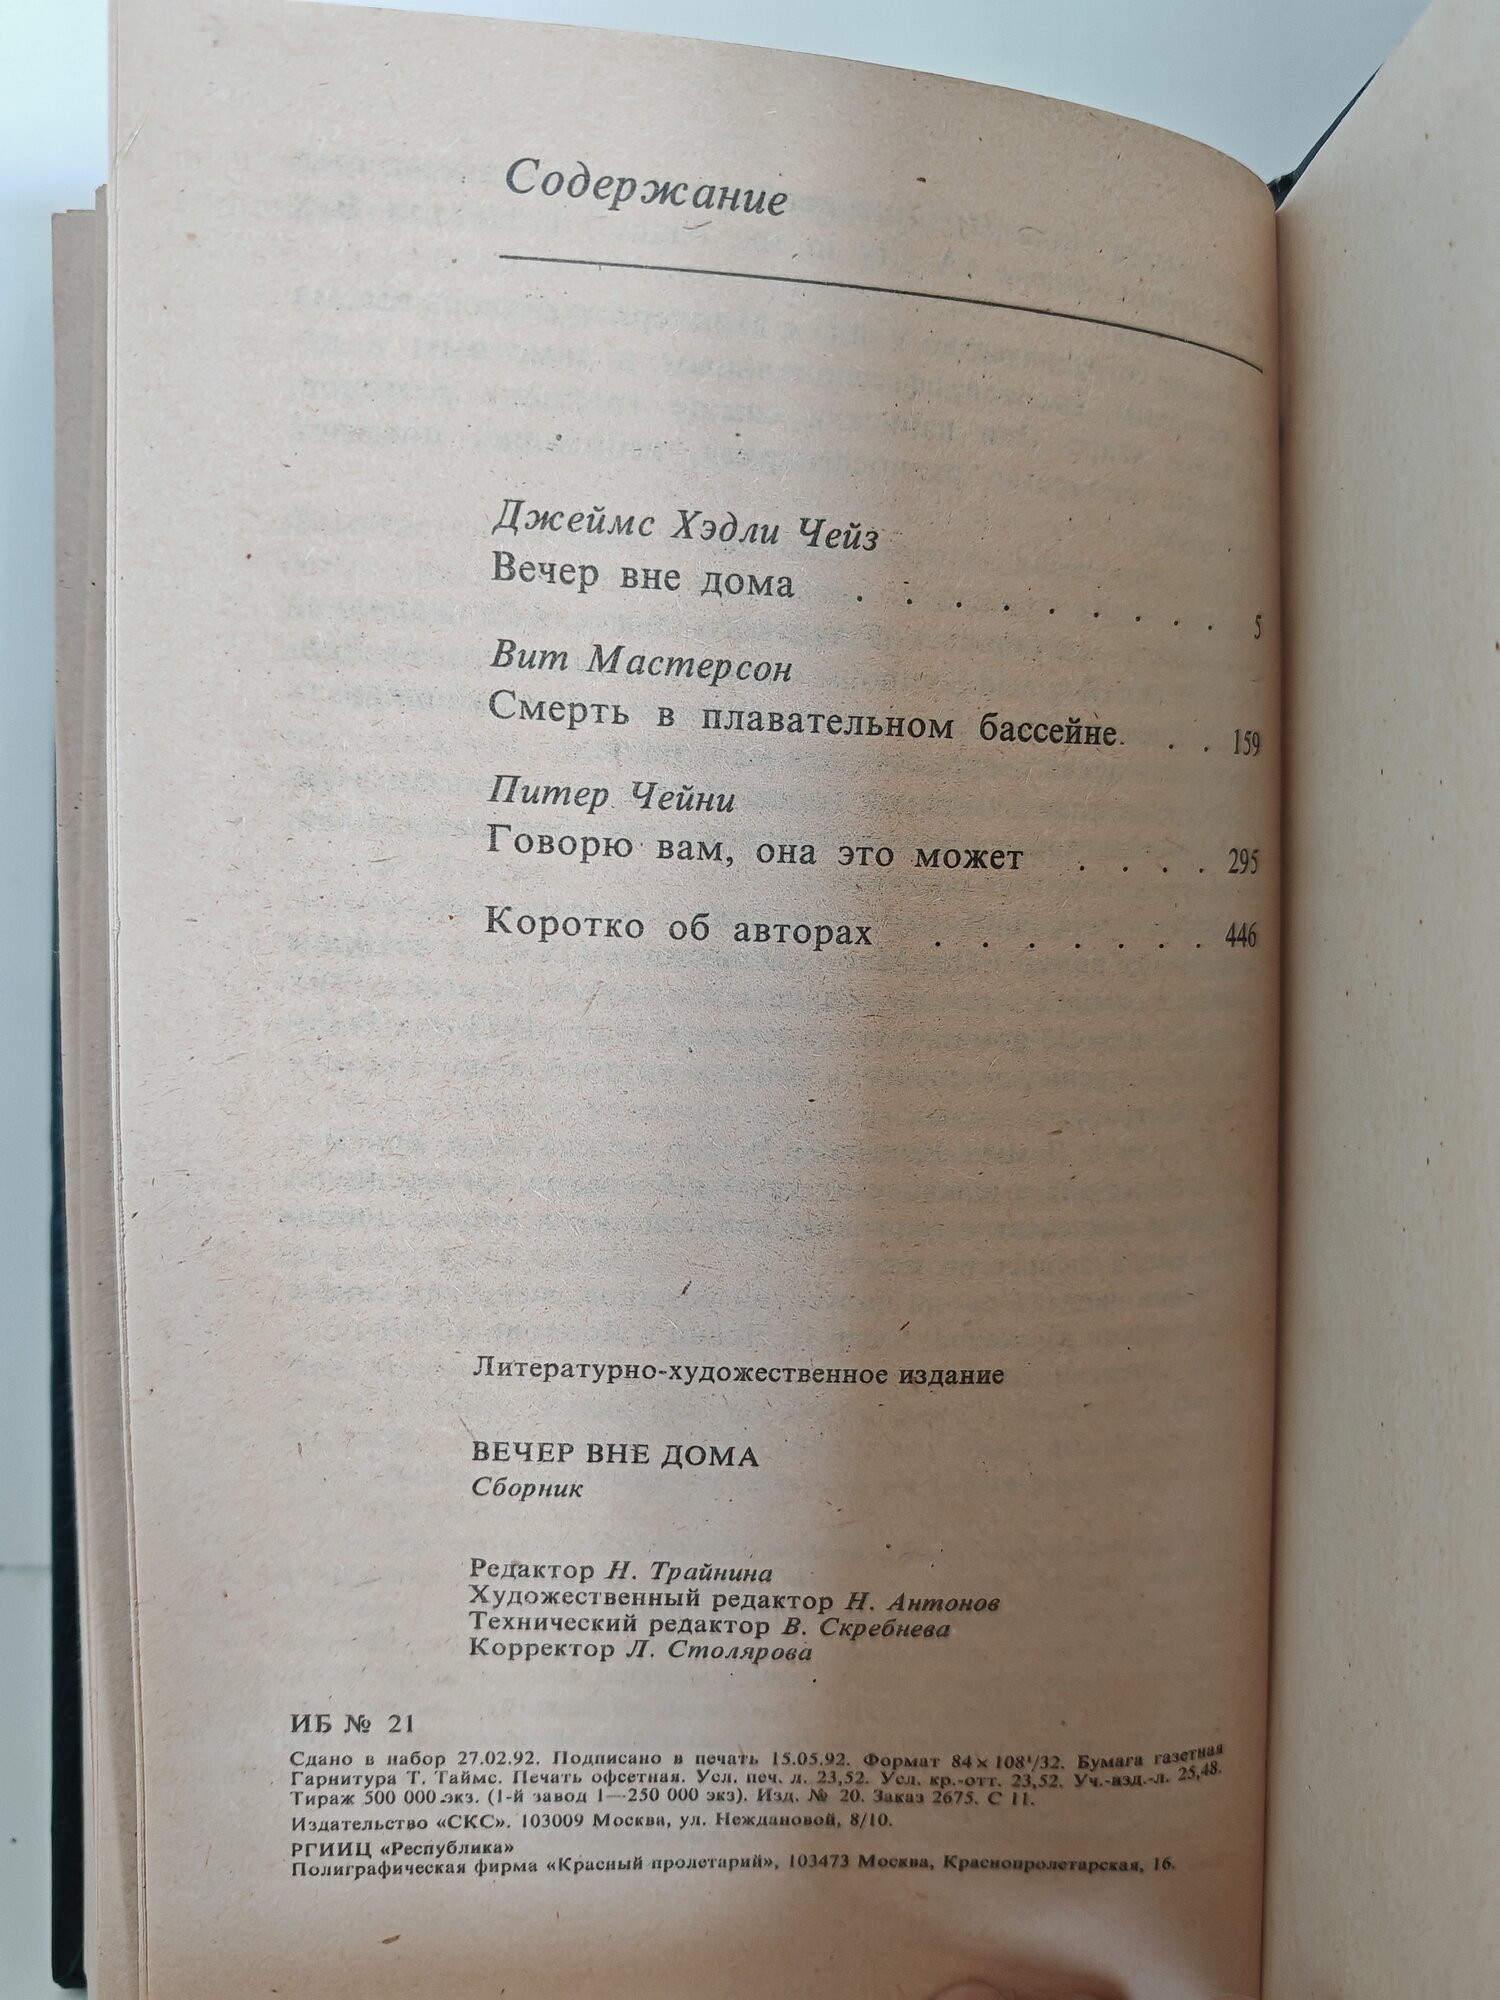 Содержание
Джеймс Хэдли Чейз
Вечер вне дома . . . . . . . . . 5
Вит Мастерсон
Смерть в плавательном бассейне. . . 159
Питер Чейни
Говорю вам, она это может . . . . 295
Коротко об авторах . . . . . . . 446
Литературно-художественное издание
ВЕЧЕР ВНЕ ДОМА
Сборник
Редактор Н. Трайнина
Художественный редактор Н. Антонов
Технический редактор В. Скребнева
Корректор Л. Столярова
ИБ № 21
Сдано в набор 27.02.92. Подписано в печать 15.05.92. Формат 84×108¹/32. Бумага газетная
Гарнитура Т. Таймс. Печать офсетная. Усл. печ. л. 23,52. Усл. кр.-отт. 23,52. Уч.-изд.-л. 25,48.
Тираж 500 000 экз. (1-й завод 1—250 000 экз). Изд. № 20. Заказ 2675. С 11.
Издательство «СКС». 103009 Москва, ул. Неждановой, 8/10.
РГИИЦ «Республика»
Полиграфическая фирма «Красный пролетарий», 103473 Москва, Краснопролетарская, 16.